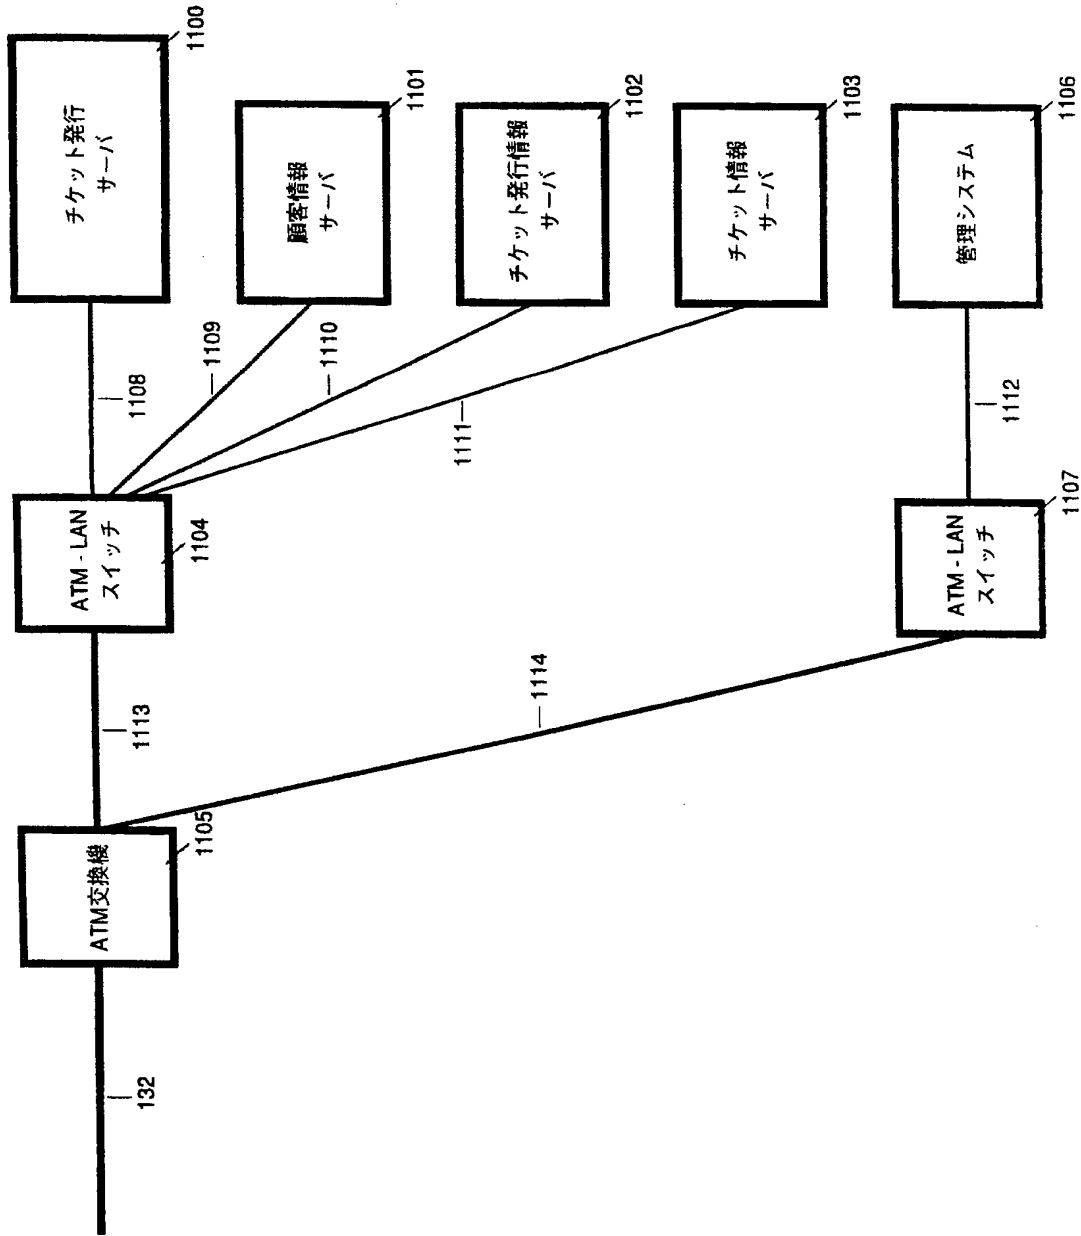 チケット発行
サーバ
1100
顧客情報
サーバ
1101
チケット発行情報
サーバ
1102
チケット情報
サーバ
1103
管理システム
1106
1108
1109
1110
1111
1112
ATM-LAN
スイッチ
1104
ATM-LAN
スイッチ
1107
1113
1114
ATM交換機
1105
132